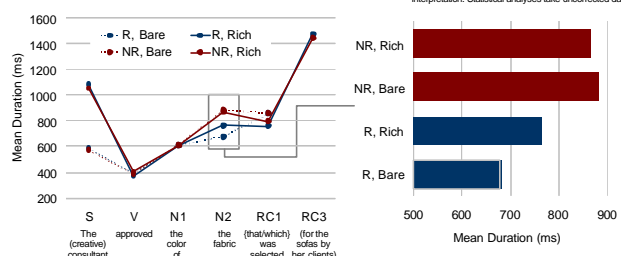 Interpretation. Statistical analyses take uncorrected da
1600
1400
1200
1000
800
600
400
200
Mean Duration (ms)
R, Bare
R, Rich
NR, Bare
NR, Rich
S
V
N1
N2
RC1
RC3
The
(creative)
consultant
approved
the
color
of
the
fabric
{that/which}
was
selected
(for the
sofas by
her clients)
NR, Rich
NR, Bare
R, Rich
R, Bare
500
600
700
800
900
Mean Duration (ms)